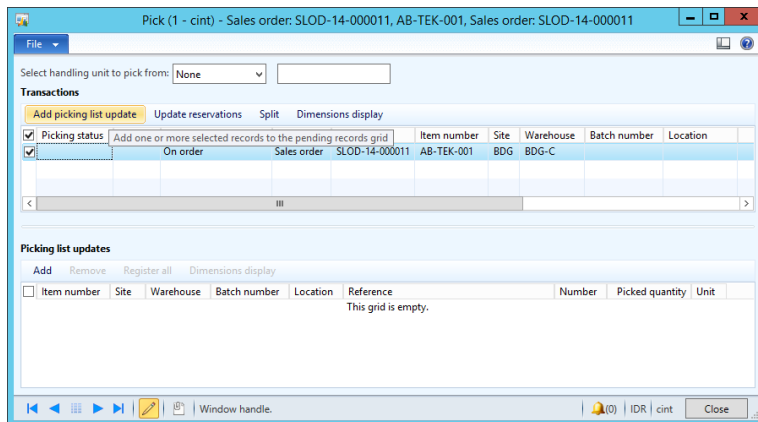 Pick (1 - cint) - Sales order: SLOD-14-000011, AB-TEK-001, Sales order: SLOD-14-000011
File
Select handling unit to pick from: None
Transactions
Add picking list update Update reservations Split Dimensions display
Picking status Add one or more selected records to the pending records grid Item number Site Warehouse Batch number Location
On order Sales order SLOD-14-000011 AB-TEK-001 BDG BDG-C
Picking list updates
Add Remove Register all Dimensions display
Item number Site Warehouse Batch number Location Reference Number Picked quantity Unit
This grid is empty.
Window handle. (0) IDR cint Close